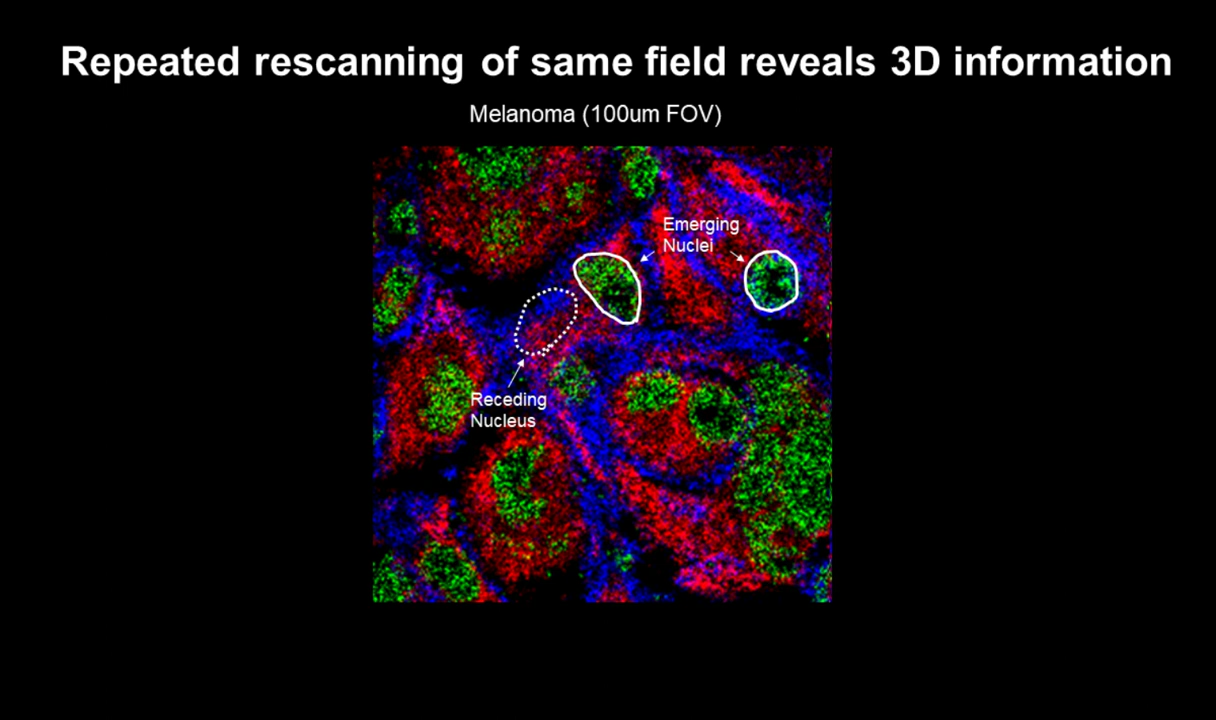 Repeated rescanning of same field reveals 3D information
Melanoma (100um FOV)
Emerging
Nuclei
Receding
Nucleus